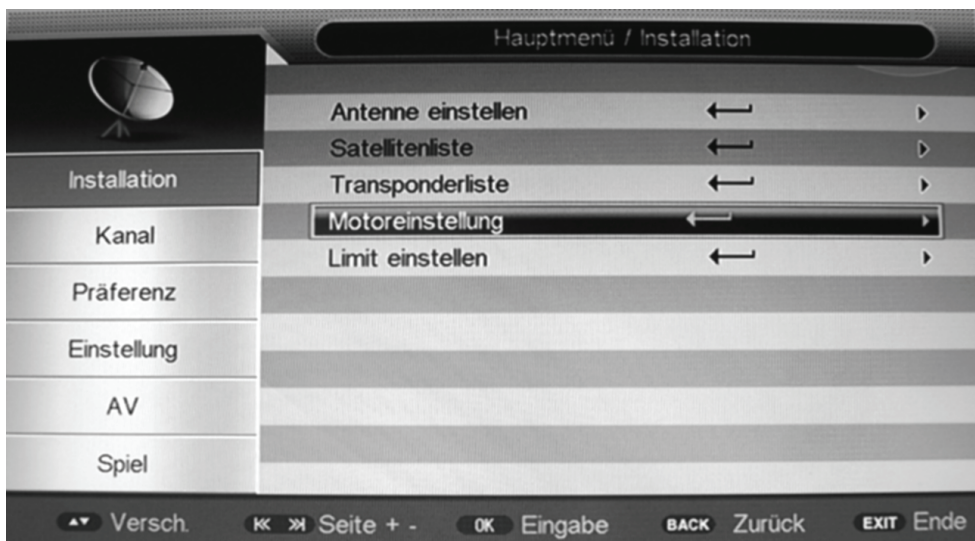 Hauptmenü / Installation
Installation
Kanal
Präferenz
Einstellung
AV
Spiel
Antenne einstellen
Satellitenliste
Transponderliste
Motoreinstellung
Limit einstellen
Versch. Seite + - OK Eingabe BACK Zurück EXIT Ende